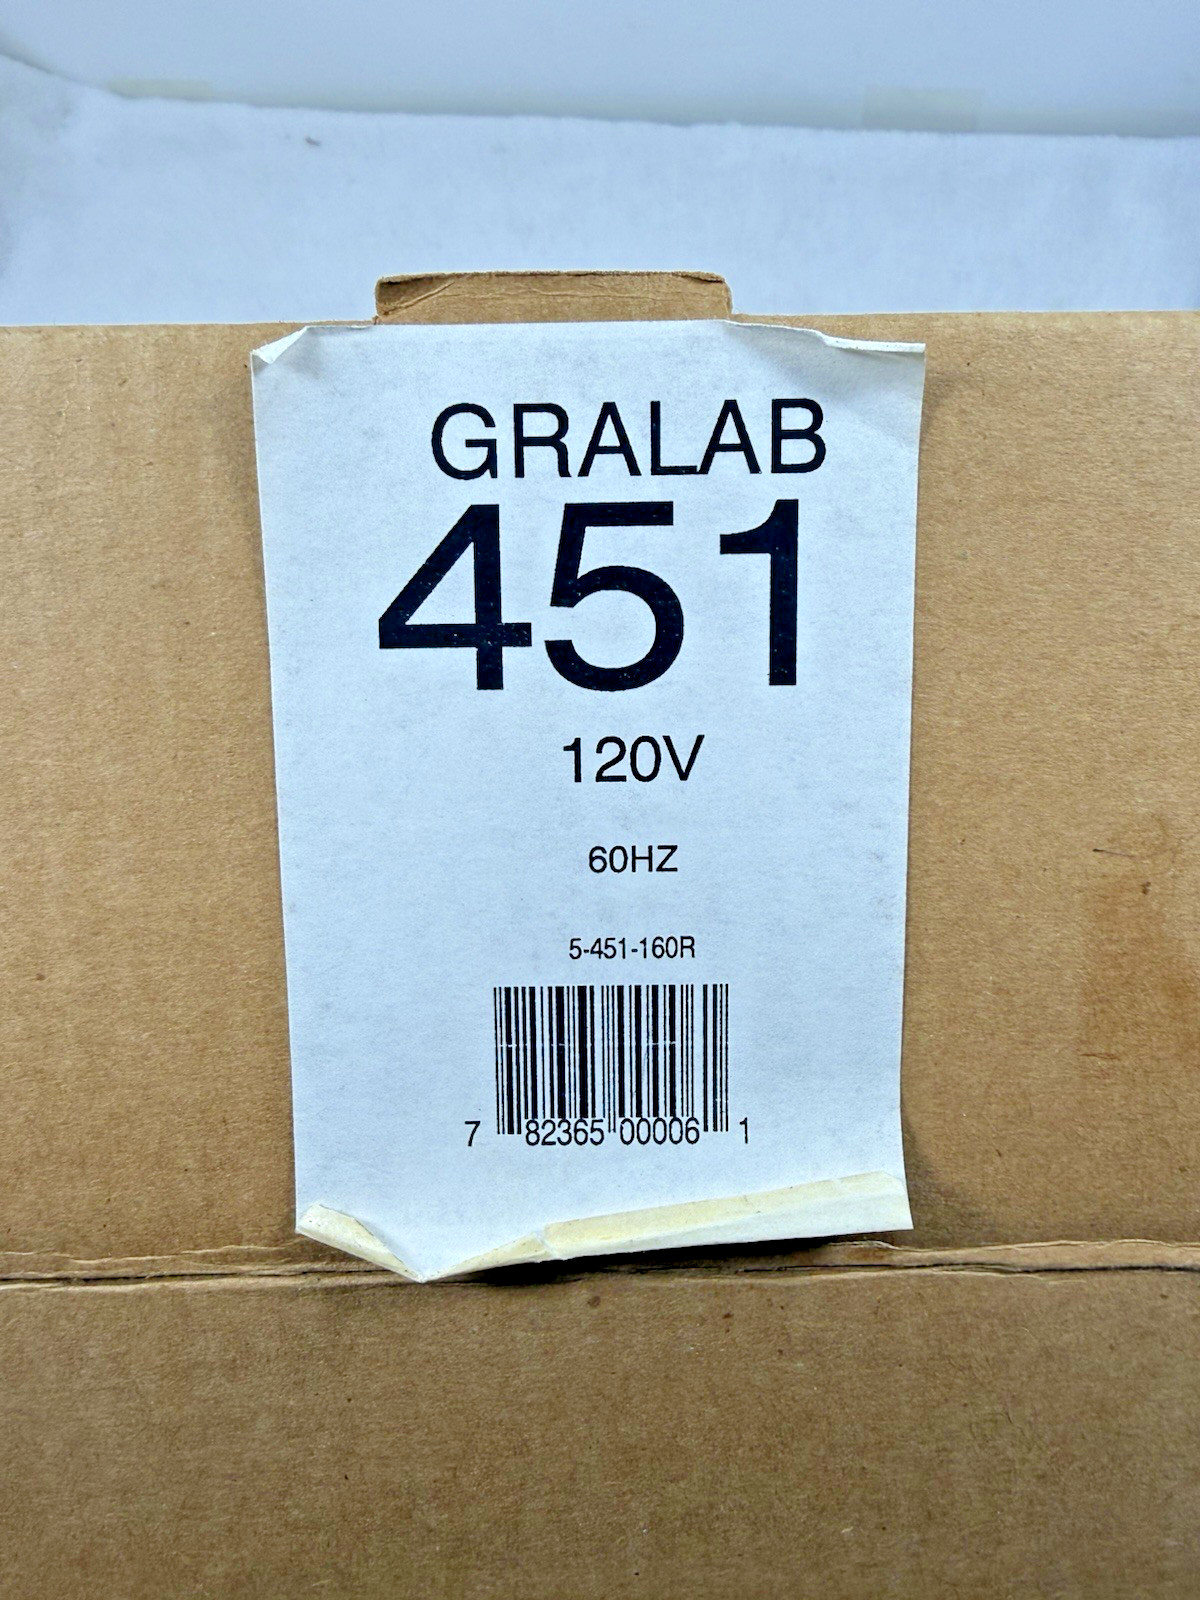 GRALAB
451
120V
60HZ
5-451-160R
7 82365 00006 1